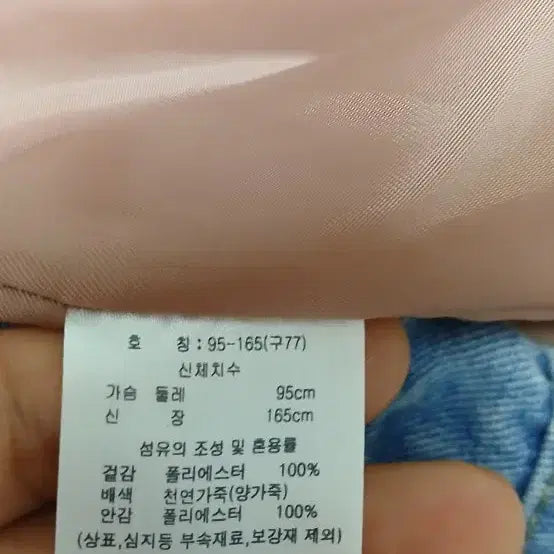 호 칭 : 95-165(구77)
신체치수
가슴 둘레 95cm
신 장 165cm
섬유의 조성 및 혼용률
겉감 폴리에스터 100%
배색 천연가죽(양가죽)
안감 폴리에스터 100%
(상표,심지등 부속재료,보강재 제외)